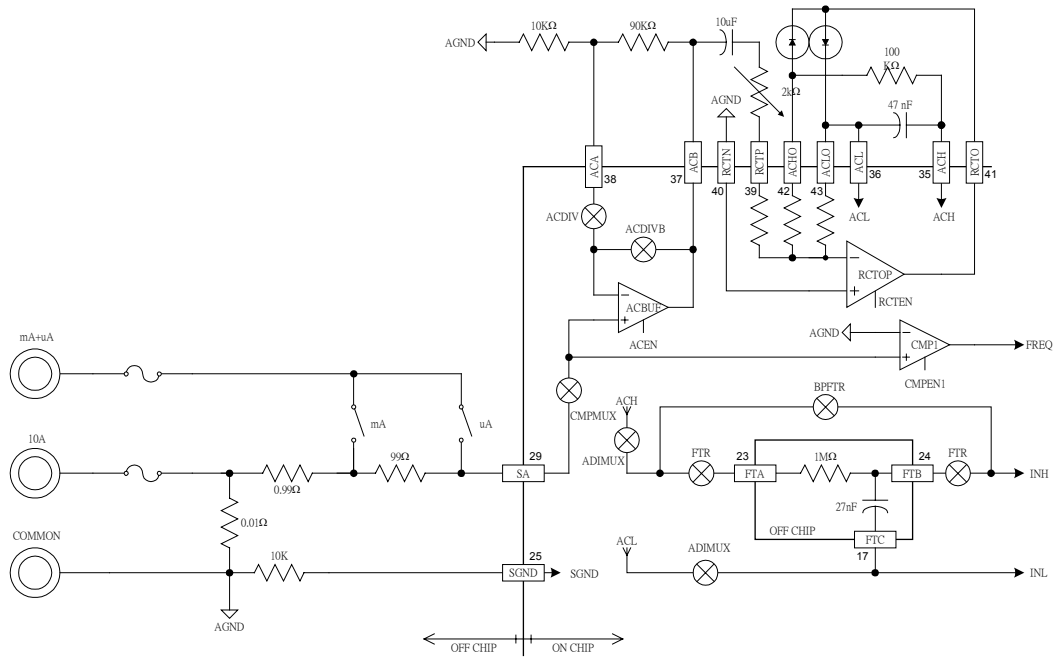 10KΩ
90KΩ
10uF
AGND
100
KΩ
2kΩ
AGND
47 nF
ACA
ACB
RCTN
RCTP
ACHO
ACLO
ACL
ACH
RCTO
38
37
40
39
42
43
36
35
41
ACL
ACH
ACDIV
ACDIVB
RCTOP
RCTEN
ACBUF
ACEN
AGND
CMP1
FREQ
CMPEN1
mA+uA
mA
uA
CMPMUX
ACH
BPFTR
ADIMUX
10A
99Ω
29
SA
FTR
23
FTA
1MΩ
24
FTB
FTR
INH
0.99Ω
27nF
0.01Ω
OFF CHIP
FTC
17
COMMON
10K
25
SGND
SGND
ACL
ADIMUX
INL
AGND
OFF CHIP
ON CHIP